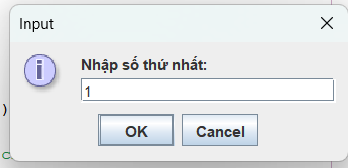 Input
Nhập số thứ nhất:
1
)
OK
Cancel